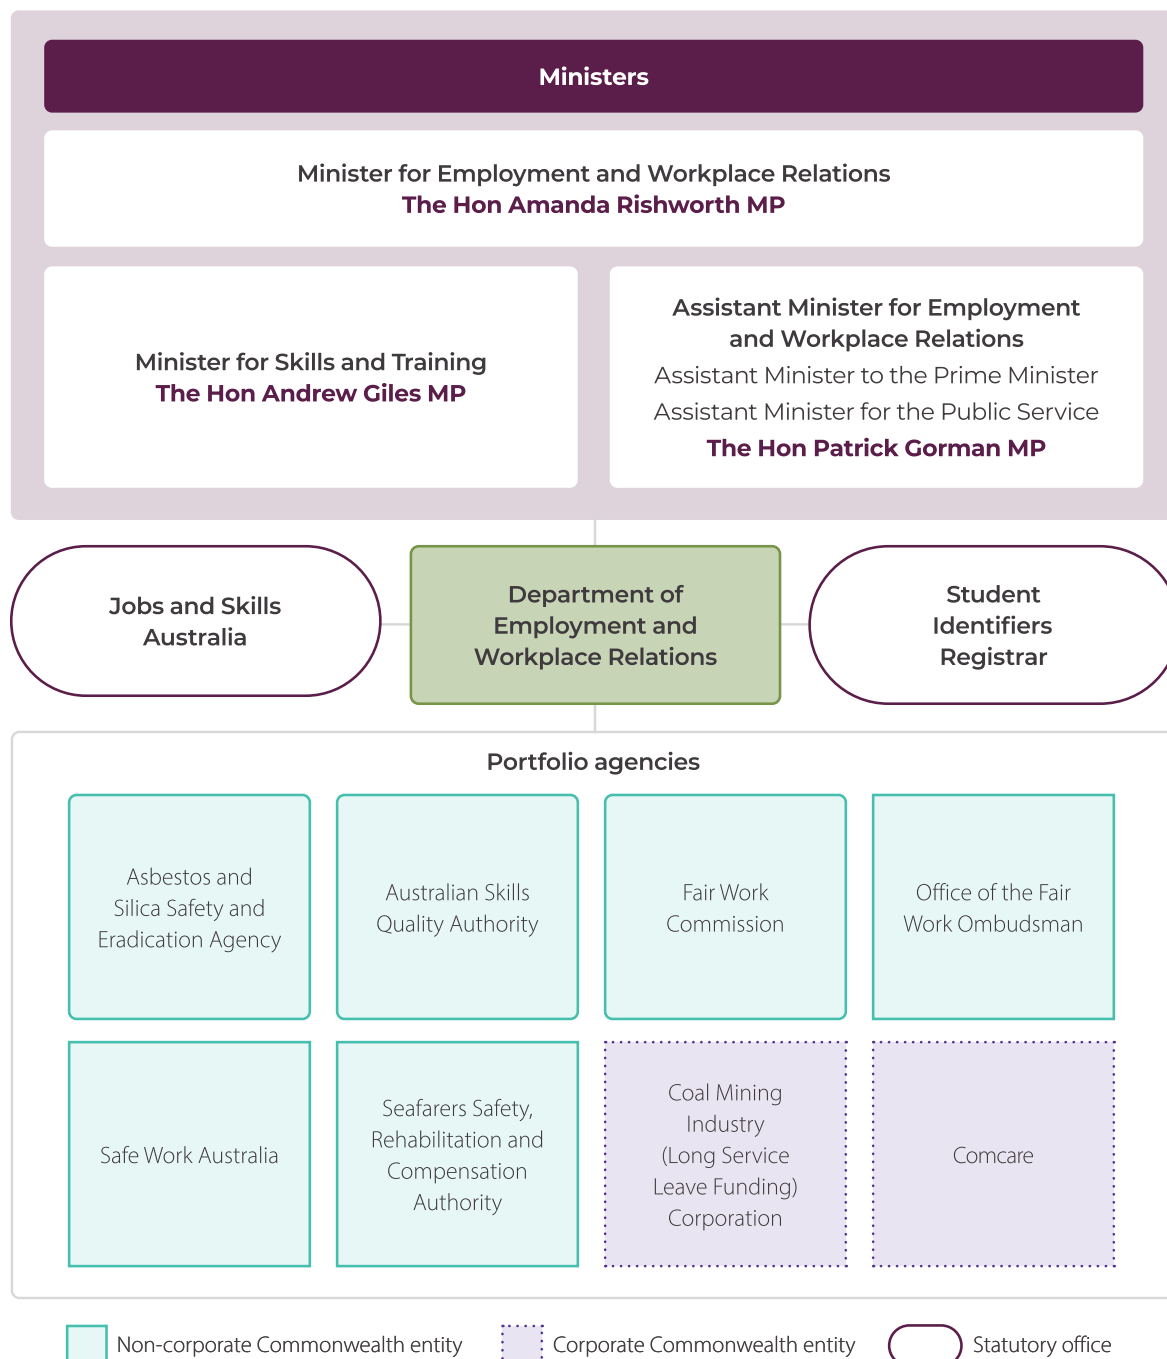 Ministers
Minister for Employment and Workplace Relations
The Hon Amanda Rishworth MP
Minister for Skills and Training
The Hon Andrew Giles MP
Assistant Minister for Employment
and Workplace Relations
Assistant Minister to the Prime Minister
Assistant Minister for the Public Service
The Hon Patrick Gorman MP
Jobs and Skills
Australia
Department of
Employment and
Workplace Relations
Student
Identifiers
Registrar
Portfolio agencies
Asbestos and
Silica Safety and
Eradication Agency
Australian Skills
Quality Authority
Fair Work
Commission
Office of the Fair
Work Ombudsman
Safe Work Australia
Seafarers Safety,
Rehabilitation and
Compensation
Authority
Coal Mining
Industry
(Long Service
Leave Funding)
Corporation
Comcare
Non-corporate Commonwealth entity
Corporate Commonwealth entity
Statutory office